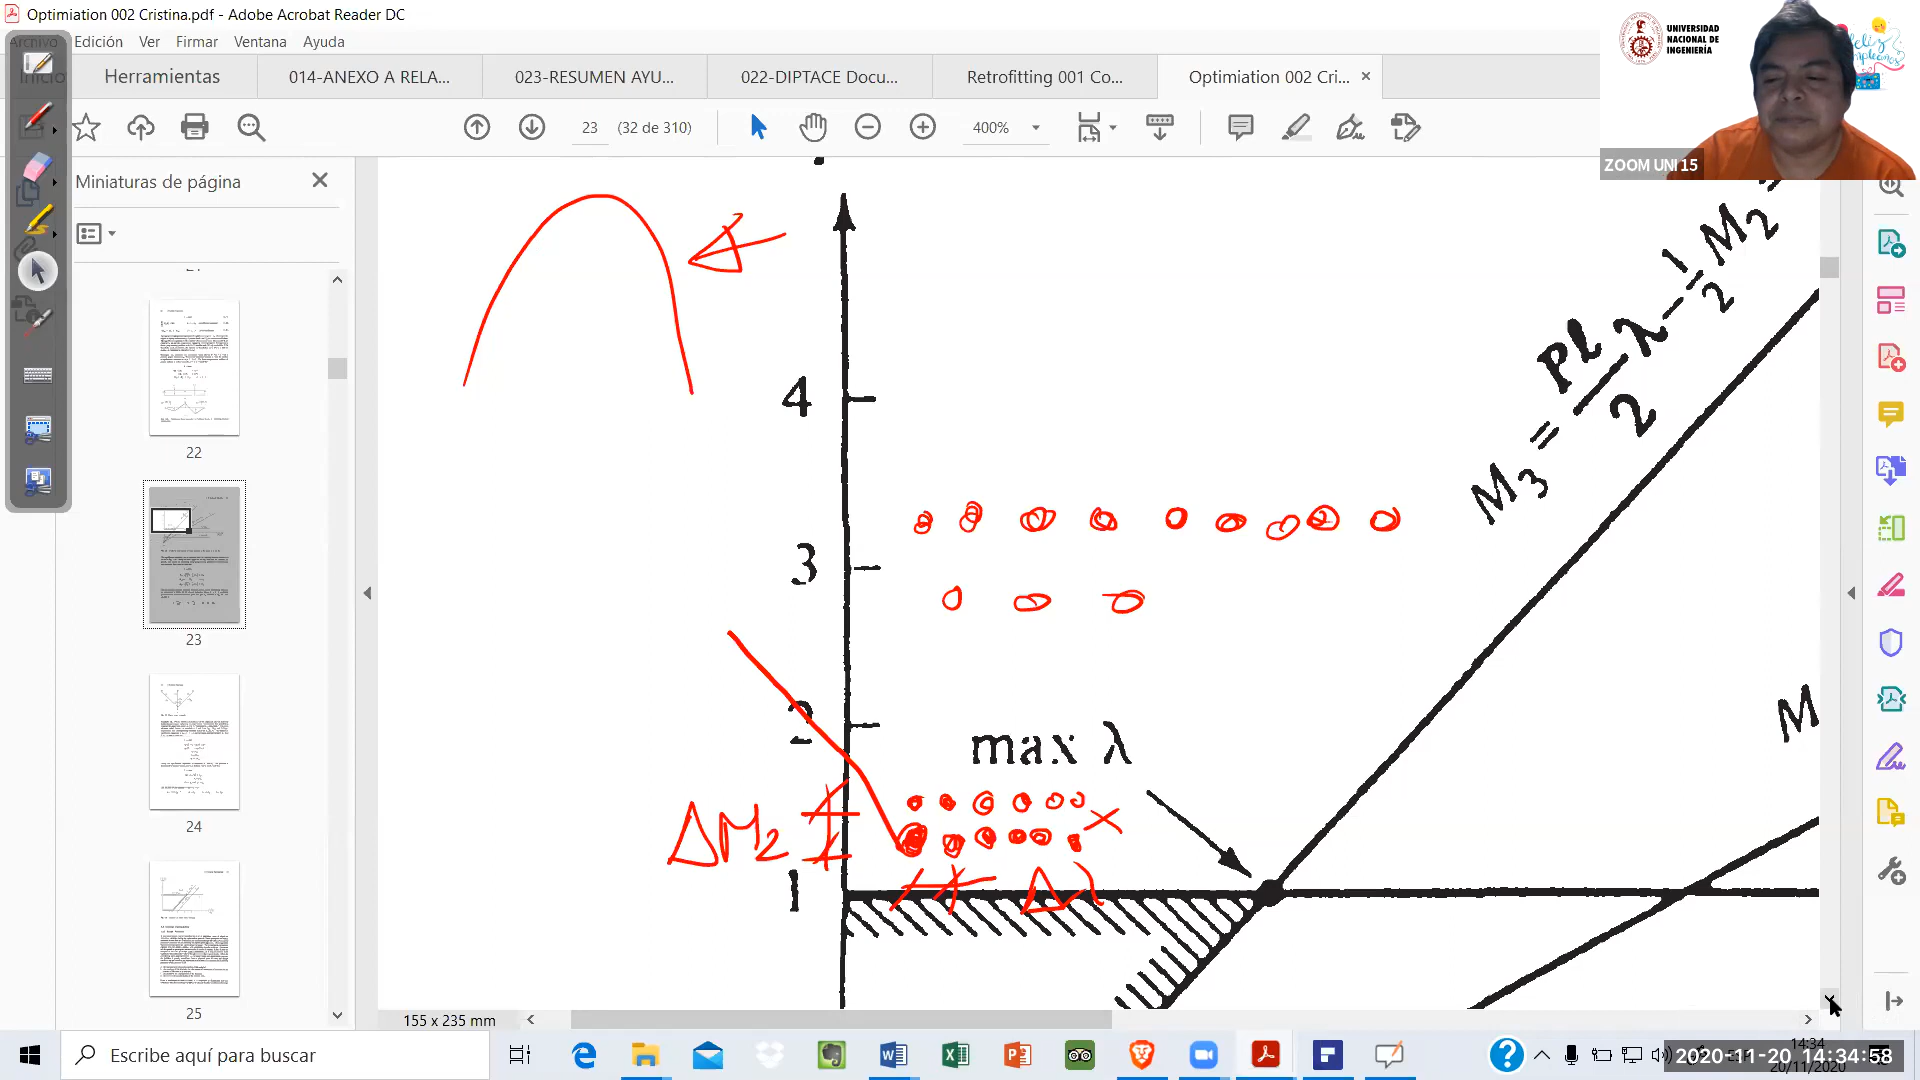 Optimiation 002 Cristina.pdf - Adobe Acrobat Reader DC
Archivo Edición Ver Firmar Ventana Ayuda
Inicio Herramientas 014-ANEXO A RELA... 023-RESUMEN AYU... 022-DIPTACE Docu... Retrofitting 001 Co... Optimiation 002 Cri... ×
23 (32 de 310) 400%
UNIVERSIDAD
NACIONAL DE
INGENIERÍA
ZOOM UNI 15
Miniaturas de página
22
23
24
25
4
3
2
1
M₃ = Pl/2 λ - 1/2 M₂
max λ
M
ΔM₂
Δλ
155 x 235 mm
Escribe aquí para buscar
14:34
2020-11-20 14:34:58
20/11/2020